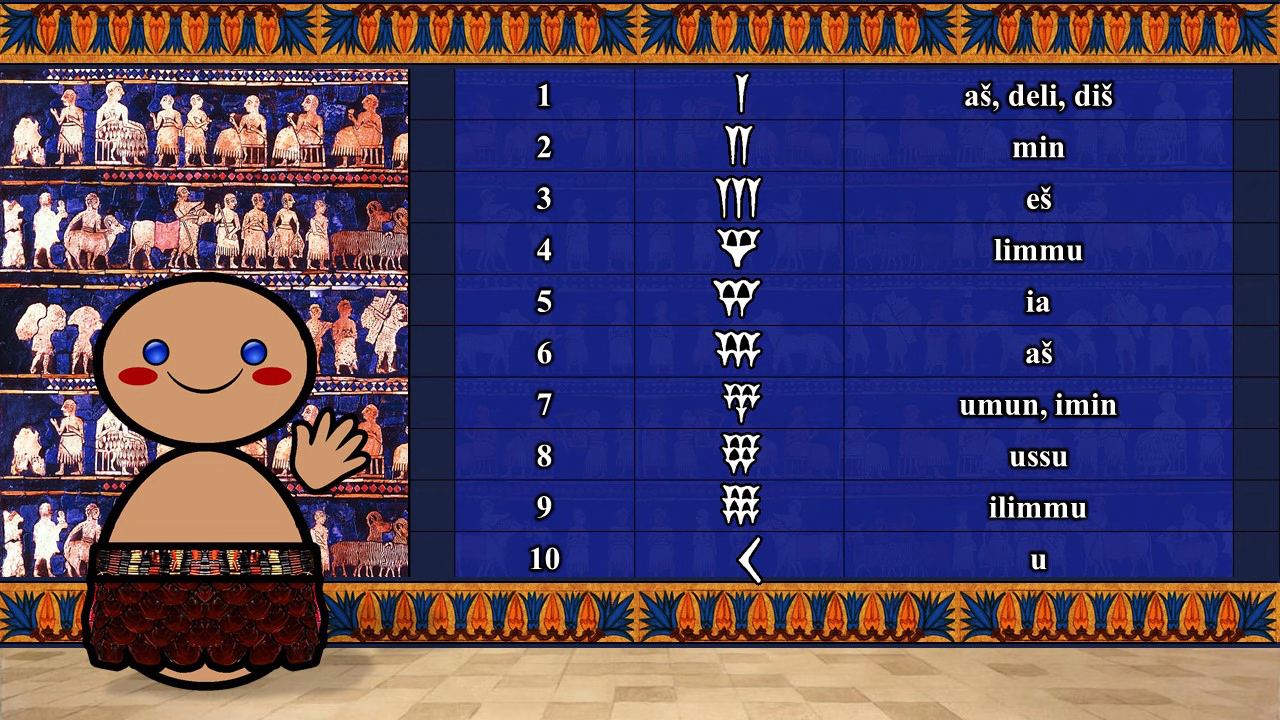 1 𒁹 aš, deli, diš
2 𒈫 min
3 𒐈 eš
4 𒐉 limmu
5 𒐊 ia
6 𒐋 aš
7 𒐌 umun, imin
8 𒐍 ussu
9 𒐎 ilimmu
10 𒌋 u